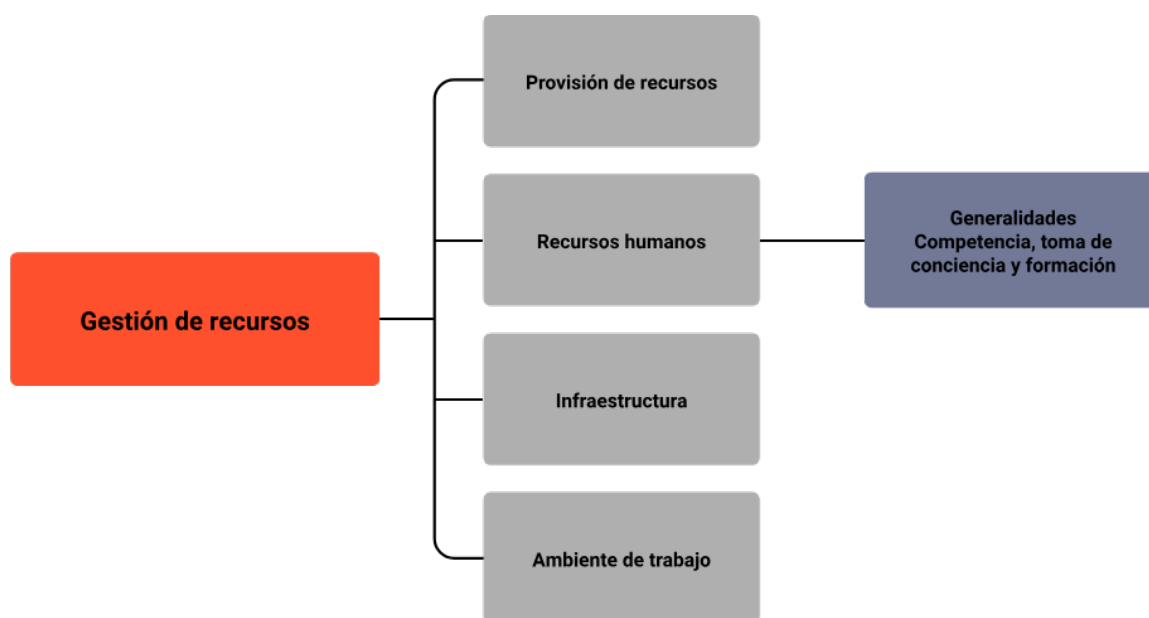 Provisión de recursos
Recursos humanos
Generalidades
Competencia, toma de
conciencia y formación
Gestión de recursos
Infraestructura
Ambiente de trabajo